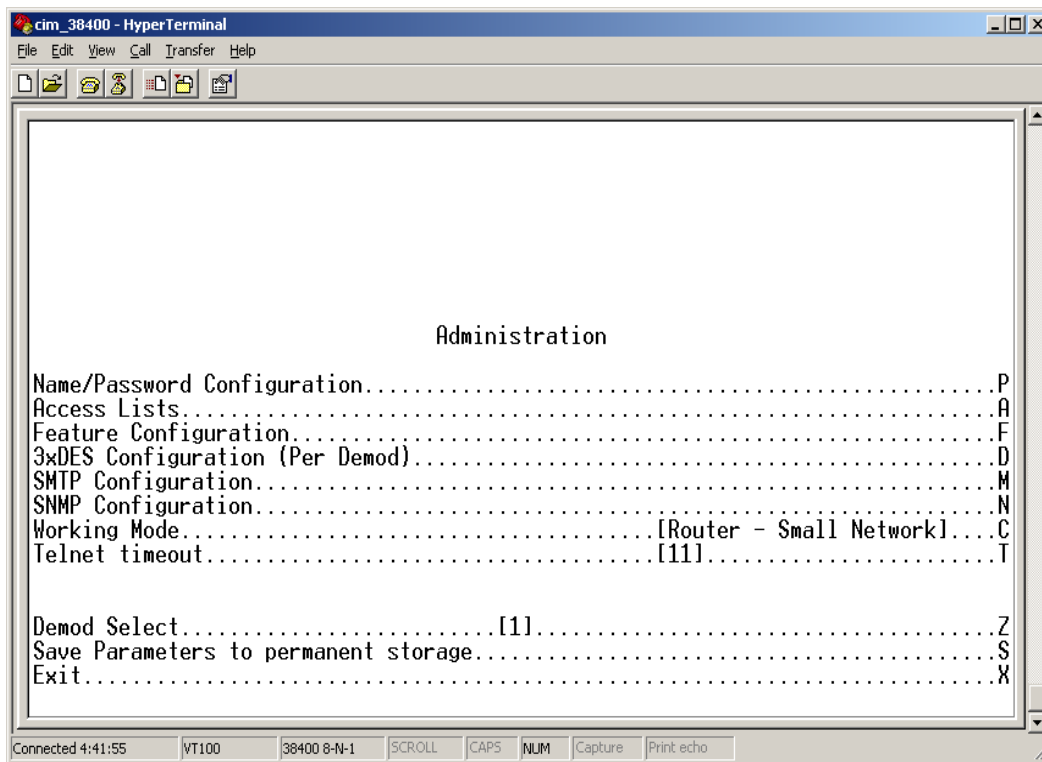 cim_38400 - HyperTerminal
File Edit View Call Transfer Help
Administration
Name/Password Configuration....................................................P
Access Lists...................................................................A
Feature Configuration..........................................................F
3xDES Configuration (Per Demod)................................................D
SMTP Configuration.............................................................M
SNMP Configuration.............................................................N
Working Mode.......................................[Router - Small Network]....C
Telnet timeout.....................................[11]........................T
Demod Select..........................[1]......................................Z
Save Parameters to permanent storage...........................................S
Exit...........................................................................X
Connected 4:41:55 VT100 38400 8-N-1 SCROLL CAPS NUM Capture Print echo